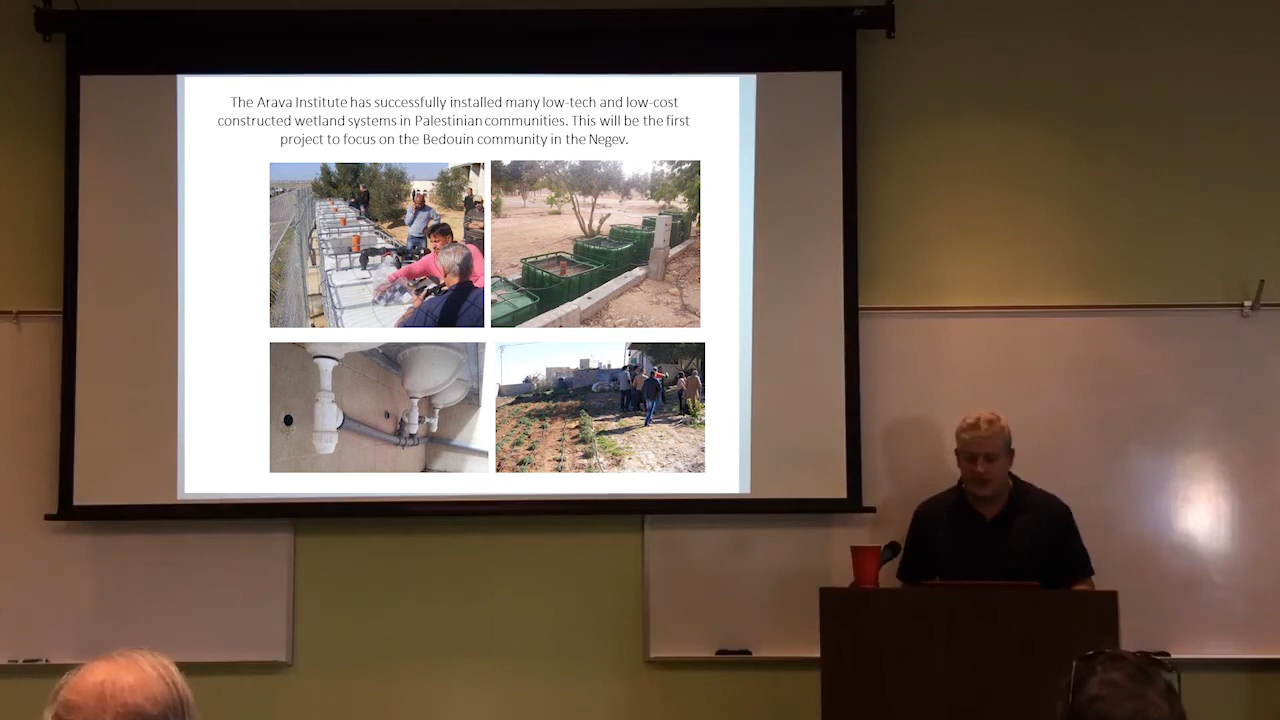 The Arava Institute has successfully installed many low-tech and low-cost
constructed wetland systems in Palestinian communities. This will be the first
project to focus on the Bedouin community in the Negev.